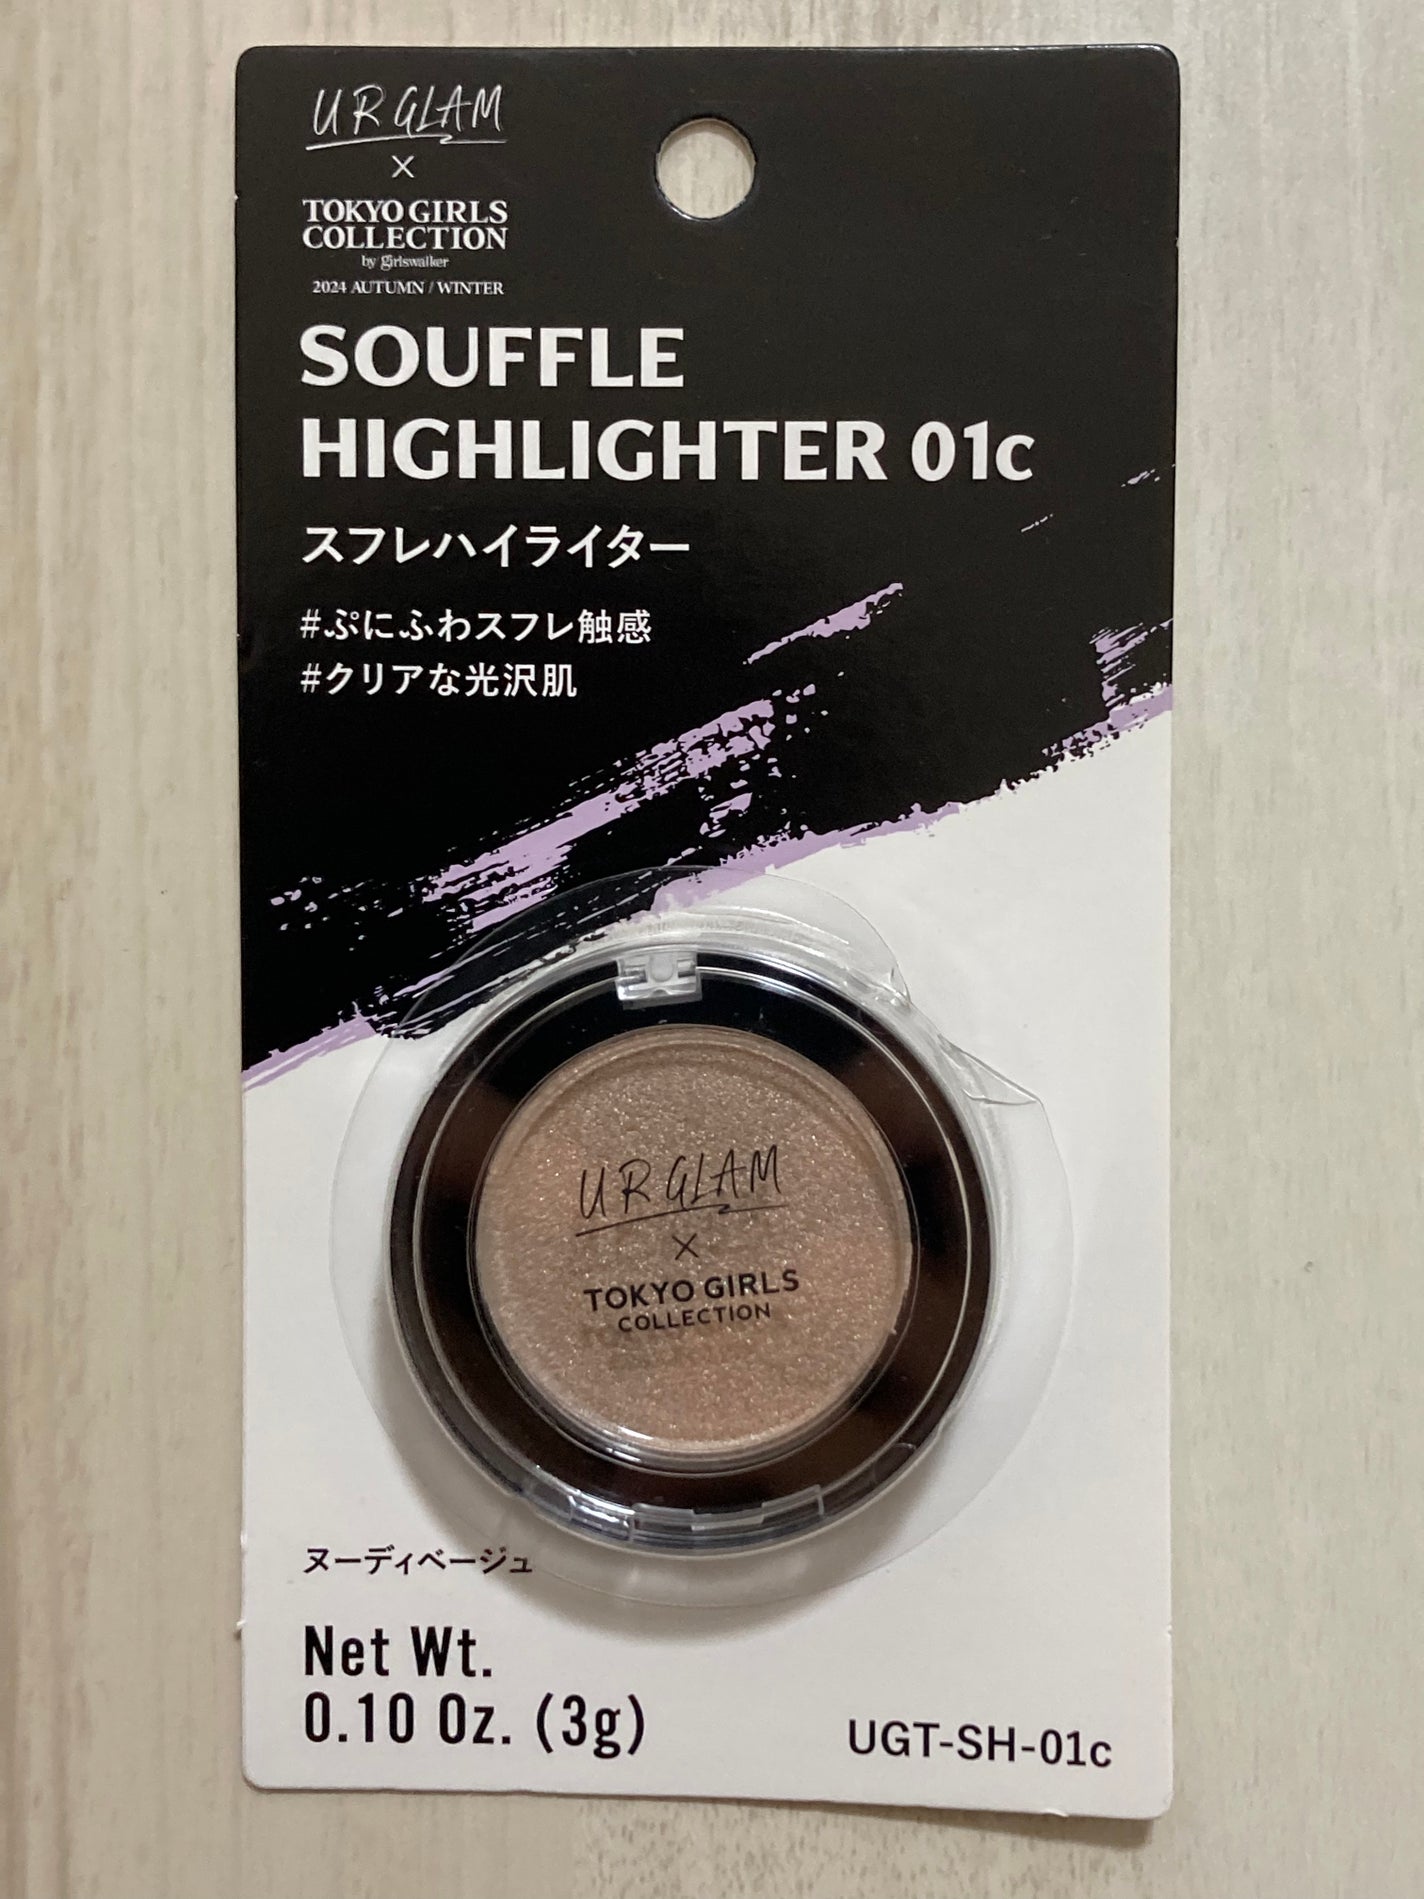 UR GLAM
×
TOKYO GIRLS
COLLECTION
by girlswalker
2024 AUTUMN / WINTER
SOUFFLE
HIGHLIGHTER 01c
スフレハイライター
#ぷにふわスフレ触感
#クリアな光沢肌
UR GLAM
×
TOKYO GIRLS
COLLECTION
ヌーディベージュ
Net Wt.
0.10 Oz. (3g)
UGT-SH-01c